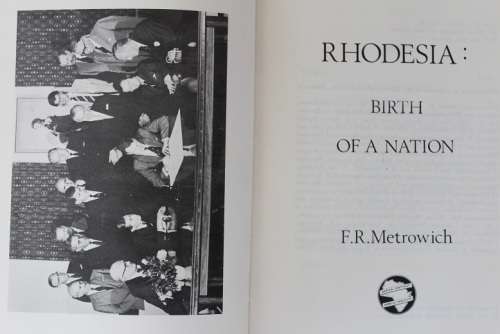 RHODESIA:
BIRTH
OF A NATION
F.R.Metrowich